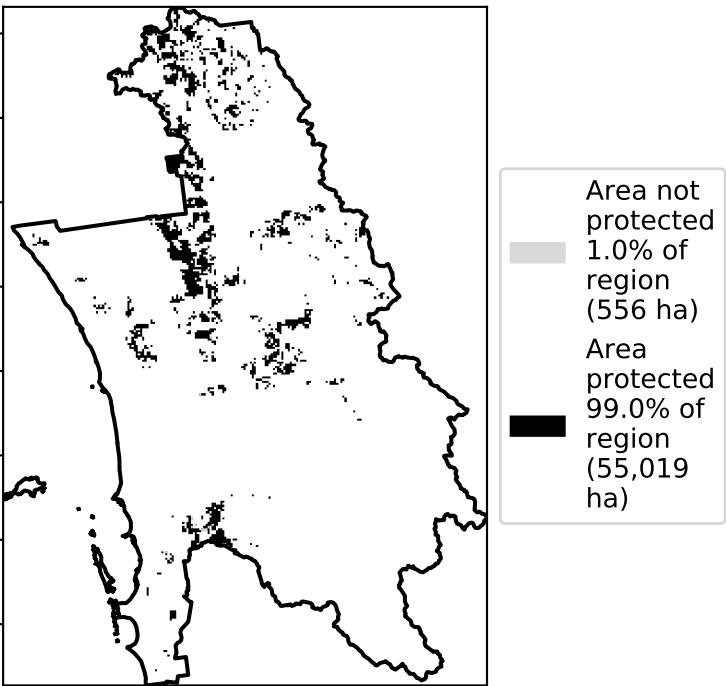 Area not
protected
1.0% of
region
(556 ha)
Area
protected
99.0% of
region
(55,019
ha)